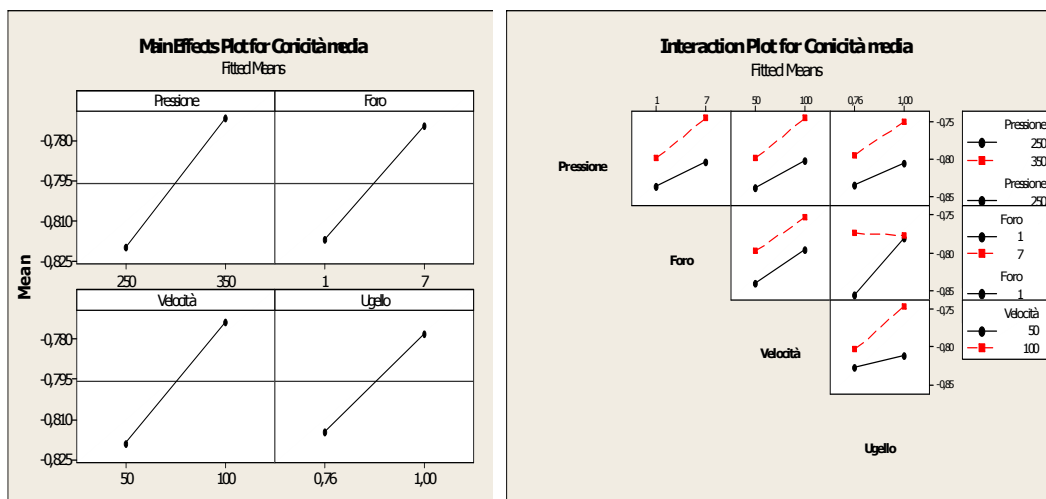 Main Effects Plot for Conicità media
Fitted Means
Pressione Foro
-0,780
-0,795
-0,810
-0,825
250 350 1 7
Velocità Ugello
-0,780
-0,795
-0,810
-0,825
50 100 0,76 1,00
Mean
Interaction Plot for Conicità media
Fitted Means
1 7 50 100 0,76 1,00
Pressione
-0,75
-0,80
-0,85
Pressione
250
350
Pressione
250
Foro
-0,75
-0,80
-0,85
Foro
1
7
Foro
1
Velocità
-0,75
-0,80
-0,85
Velocità
50
100
Ugello